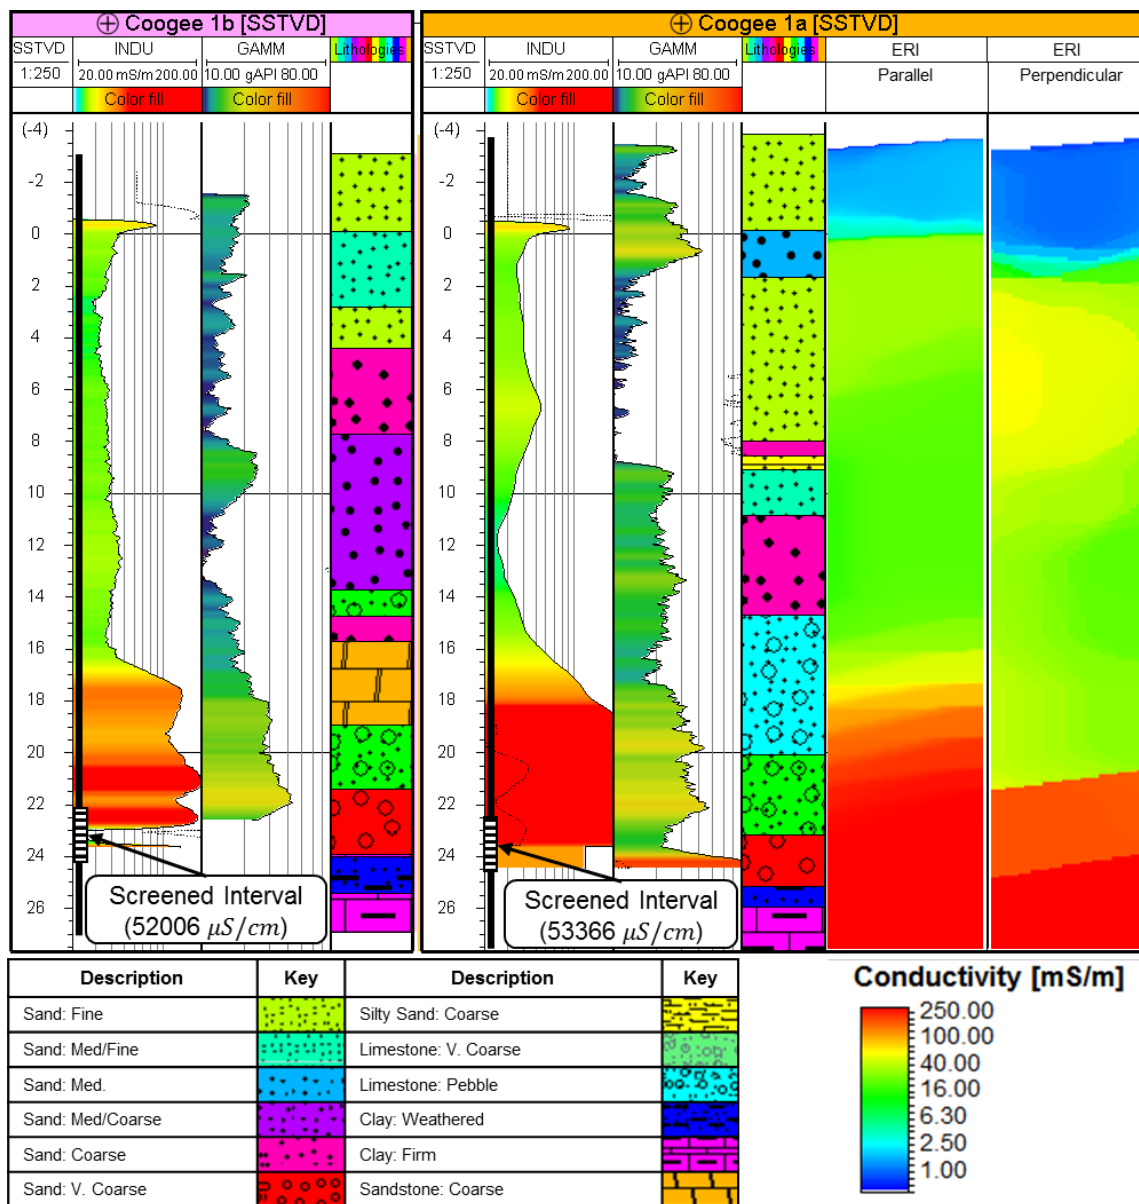 Coogee 1b [SSTVD]
Coogee 1a [SSTVD]
SSTVD INDU GAMM Lithologies SSTVD INDU GAMM Lithologies ERI ERI
1:250 20.00 mS/m 200.00 10.00 gAPI 80.00 1:250 20.00 mS/m 200.00 10.00 gAPI 80.00 Parallel Perpendicular
Color fill Color fill Color fill Color fill
(-4) (-4)
-2 -2
0 0
2 2
4 4
6 6
8 8
10 10
12 12
14 14
16 16
18 18
20 20
22 22
24 24
26 26
Screened Interval
(52006 μS/cm)
Screened Interval
(53366 μS/cm)
Description Key Description Key
Sand: Fine Silty Sand: Coarse
Sand: Med/Fine Limestone: V. Coarse
Sand: Med. Limestone: Pebble
Sand: Med/Coarse Clay: Weathered
Sand: Coarse Clay: Firm
Sand: V. Coarse Sandstone: Coarse
Conductivity [mS/m]
250.00
100.00
40.00
16.00
6.30
2.50
1.00